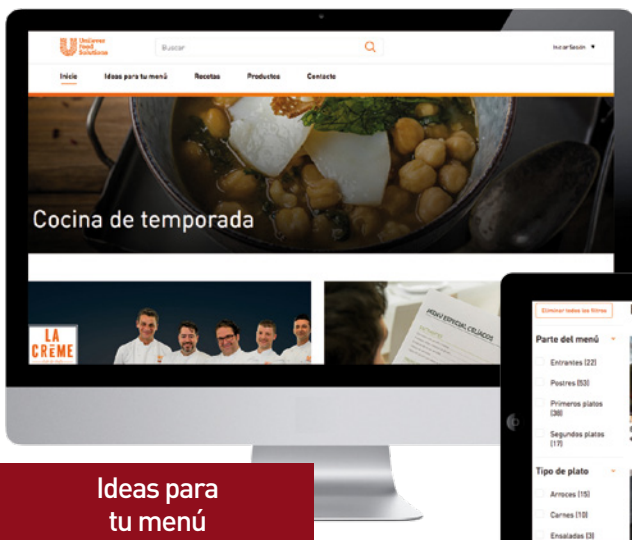 Unilever
Food
Solutions
Buscar
Iniciar Sesión
Inicio
Ideas para tu menú
Recetas
Productos
Contacto
Cocina de temporada
LA
CRÈME
MENÚ ESPECIAL CELÍACOS
Eliminar todos los filtros
Parte del menú
Entrantes (22)
Postres (53)
Primeros platos
(38)
Segundos platos
(17)
Tipo de plato
Arroces (15)
Carnes (10)
Ensaladas (3)
Ideas para
tu menú